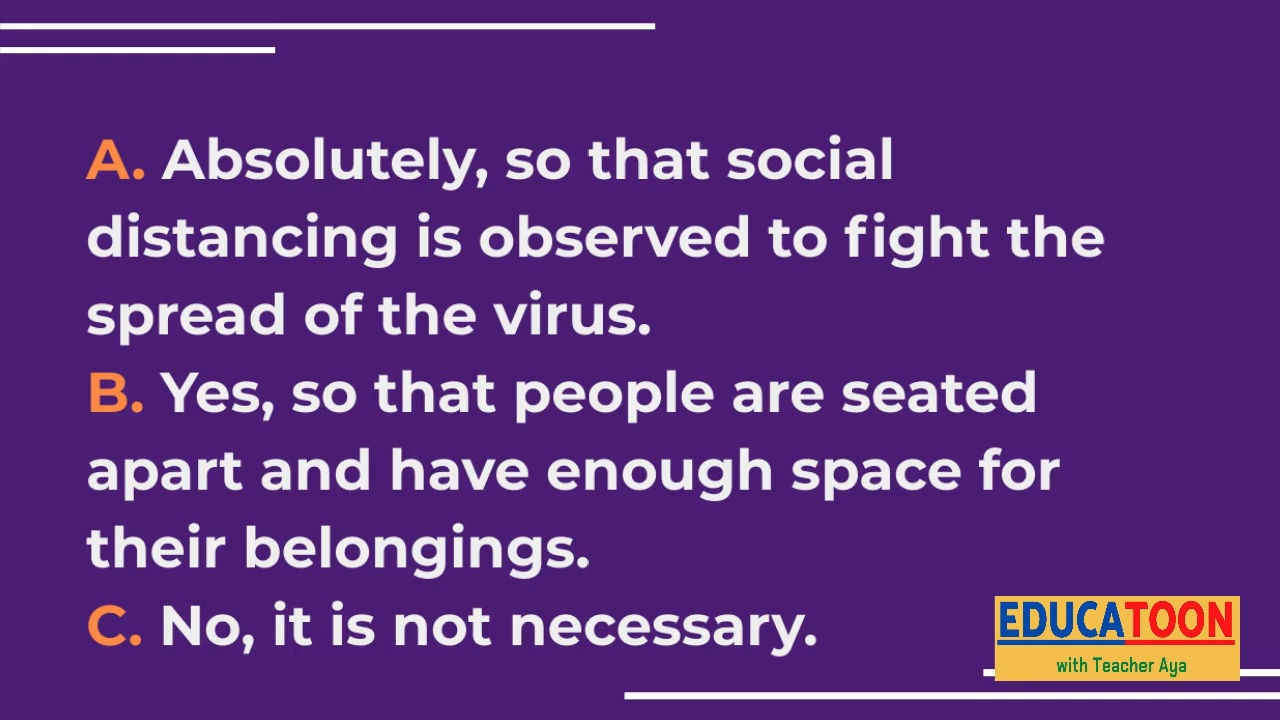 A. Absolutely, so that social
distancing is observed to fight the
spread of the virus.
B. Yes, so that people are seated
apart and have enough space for
their belongings.
C. No, it is not necessary.
EDUCATOON
with Teacher Aya